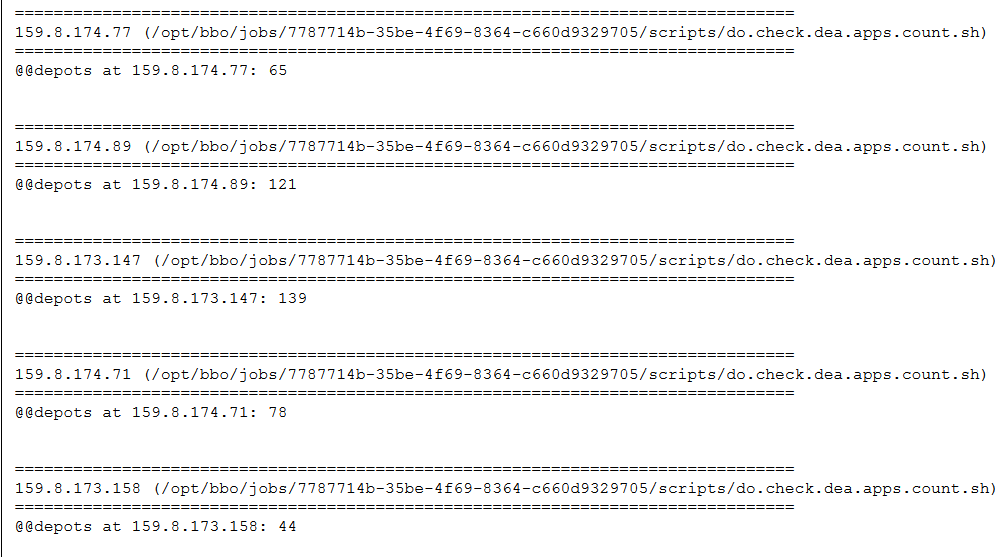 ================================================================================
159.8.174.77 (/opt/bbo/jobs/7787714b-35be-4f69-8364-c660d9329705/scripts/do.check.dea.apps.count.sh)
================================================================================
@@depots at 159.8.174.77: 65
================================================================================
159.8.174.89 (/opt/bbo/jobs/7787714b-35be-4f69-8364-c660d9329705/scripts/do.check.dea.apps.count.sh)
================================================================================
@@depots at 159.8.174.89: 121
================================================================================
159.8.173.147 (/opt/bbo/jobs/7787714b-35be-4f69-8364-c660d9329705/scripts/do.check.dea.apps.count.sh)
================================================================================
@@depots at 159.8.173.147: 139
================================================================================
159.8.174.71 (/opt/bbo/jobs/7787714b-35be-4f69-8364-c660d9329705/scripts/do.check.dea.apps.count.sh)
================================================================================
@@depots at 159.8.174.71: 78
================================================================================
159.8.173.158 (/opt/bbo/jobs/7787714b-35be-4f69-8364-c660d9329705/scripts/do.check.dea.apps.count.sh)
================================================================================
@@depots at 159.8.173.158: 44